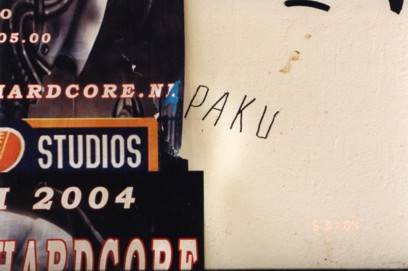 O
05.00
HARDCORE.NL
PAKU
STUDIOS
I 2004
HARDCORE